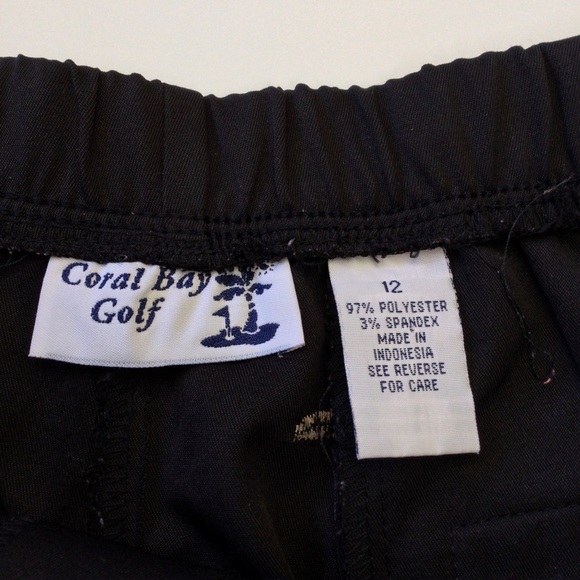 Coral Bay
Golf
12
97% POLYESTER
3% SPANDEX
MADE IN
INDONESIA
SEE REVERSE
FOR CARE